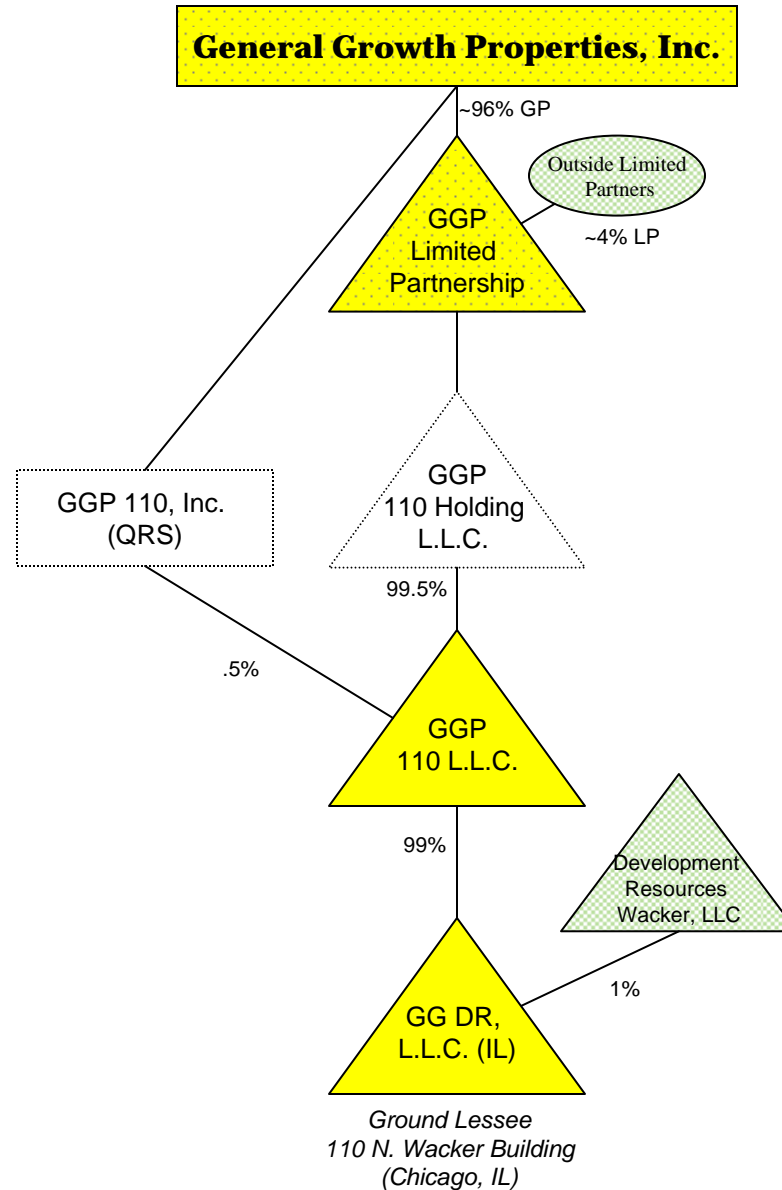 General Growth Properties, Inc.
~96% GP
Outside Limited
Partners
GGP
Limited
Partnership
~4% LP
GGP 110, Inc.
(QRS)
GGP
110 Holding
L.L.C.
99.5%
.5%
GGP
110 L.L.C.
99%
Development
Resources
Wacker, LLC
1%
GG DR,
L.L.C. (IL)
Ground Lessee
110 N. Wacker Building
(Chicago, IL)